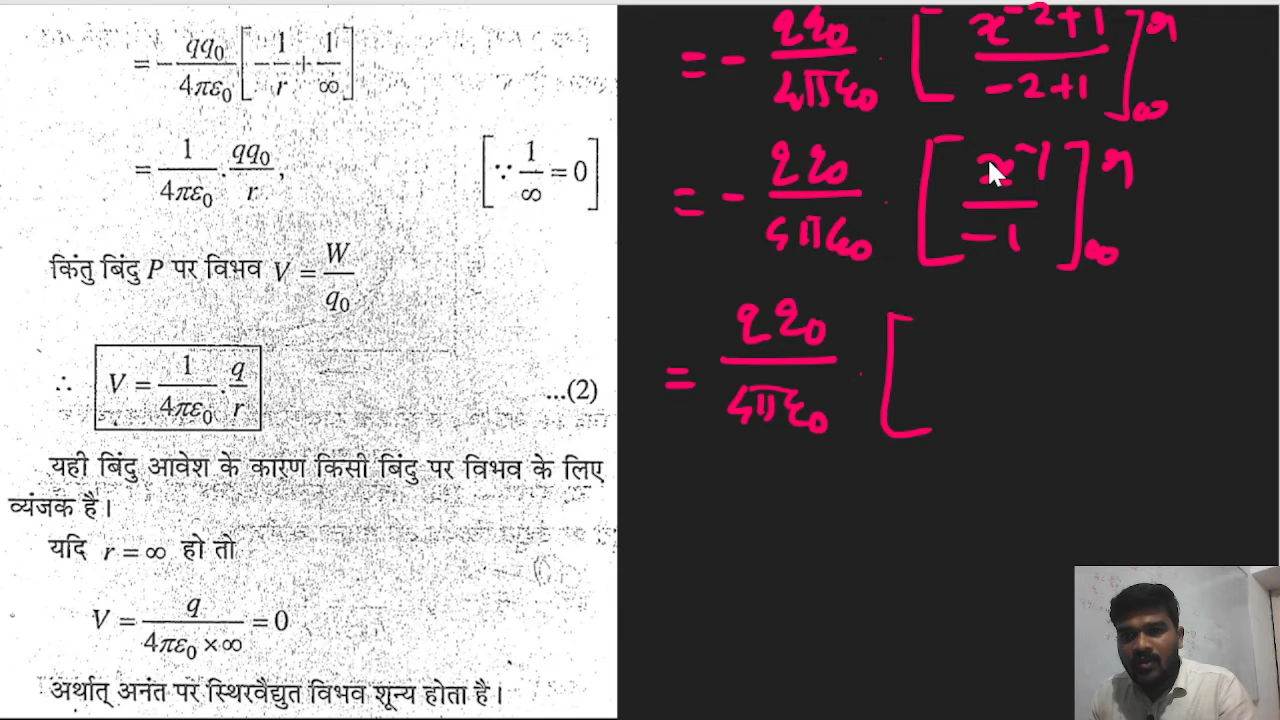 = - qq₀/4πε₀ [ - 1/r + 1/∞ ]
= 1/4πε₀ . qq₀/r , [ ∵ 1/∞ = 0 ]
किंतु बिंदु P पर विभव V = W/q₀
∴ V = 1/4πε₀ . q/r ...(2)
यही बिंदु आवेश के कारण किसी बिंदु पर विभव के लिए
व्यंजक है।
यदि r = ∞ हो तो
V = q/4πε₀ × ∞ = 0
अर्थात् अनंत पर स्थिरवैद्युत विभव शून्य होता है।
= - qq₀/4πε₀ . [ x⁻²⁺¹/-2+1 ]ʳ∞
= - qq₀/4πε₀ . [ x⁻¹/-1 ]ʳ∞
= qq₀/4πε₀ . [